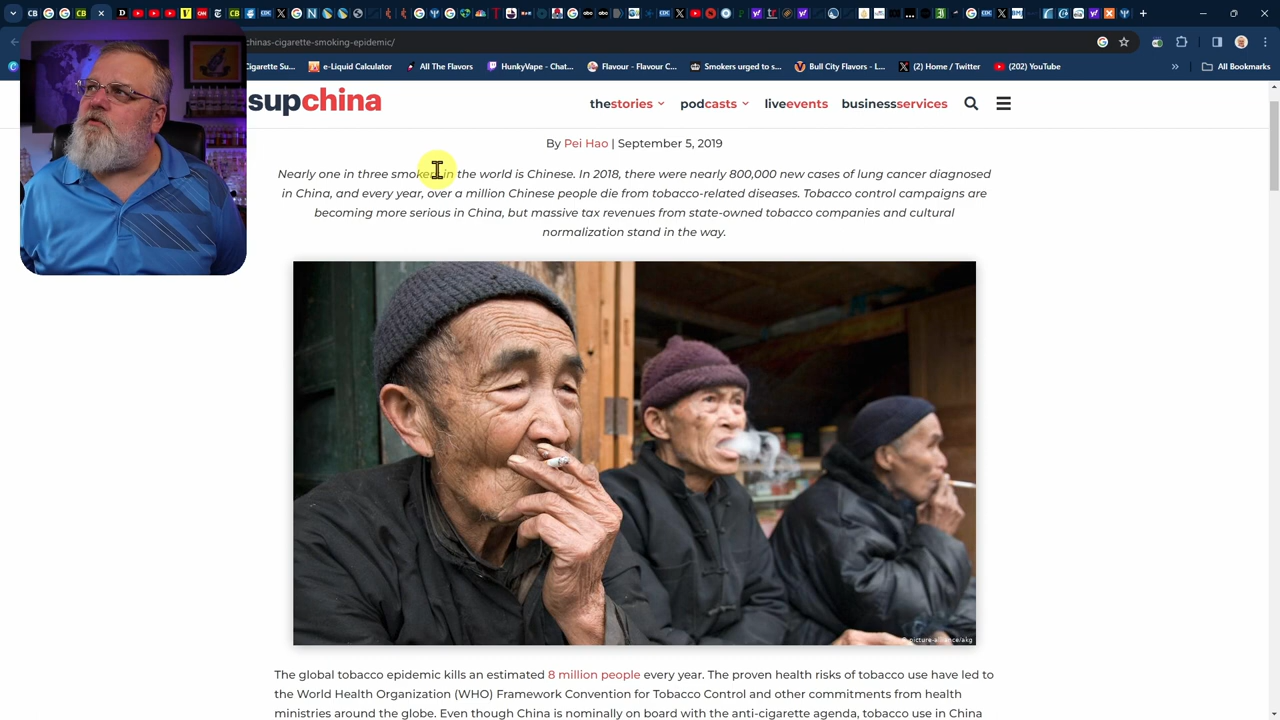 chinas-cigarette-smoking-epidemic/
Cigarette Su...
e-Liquid Calculator
All The Flavors
HunkyVape - Chat...
Flavour – Flavour C...
Smokers urged to s...
Bull City Flavors - L...
(2) Home / Twitter
(202) YouTube
All Bookmarks
supchina
thestories
podcasts
liveevents
businessservices
By Pei Hao | September 5, 2019
Nearly one in three smokers in the world is Chinese. In 2018, there were nearly 800,000 new cases of lung cancer diagnosed
in China, and every year, over a million Chinese people die from tobacco-related diseases. Tobacco control campaigns are
becoming more serious in China, but massive tax revenues from state-owned tobacco companies and cultural
normalization stand in the way.
picture-alliance/akg
The global tobacco epidemic kills an estimated 8 million people every year. The proven health risks of tobacco use have led to
the World Health Organization (WHO) Framework Convention for Tobacco Control and other commitments from health
ministries around the globe. Even though China is nominally on board with the anti-cigarette agenda, tobacco use in China